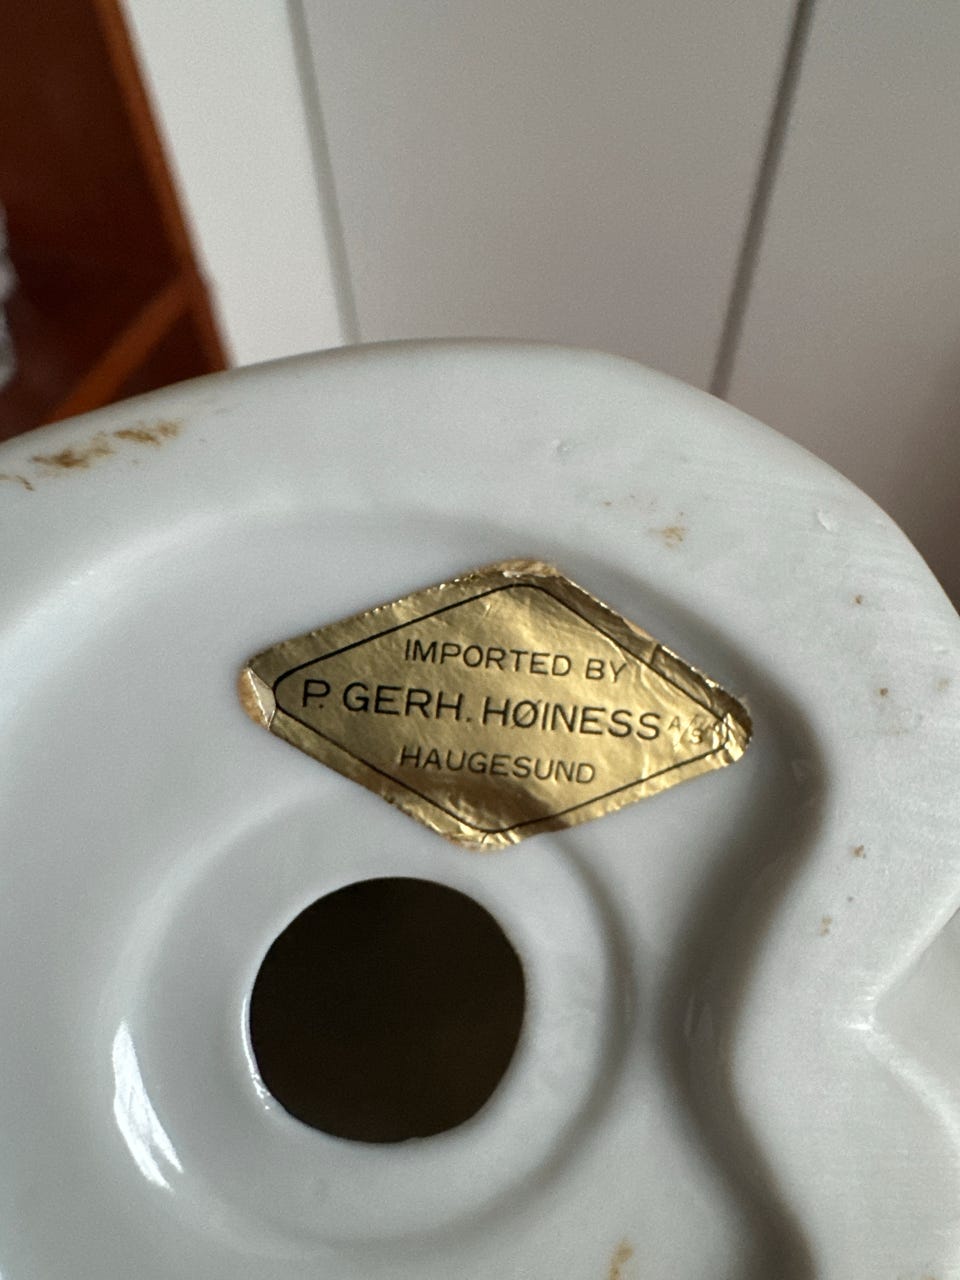 IMPORTED BY
P. GERH. HØINESS A/S
HAUGESUND